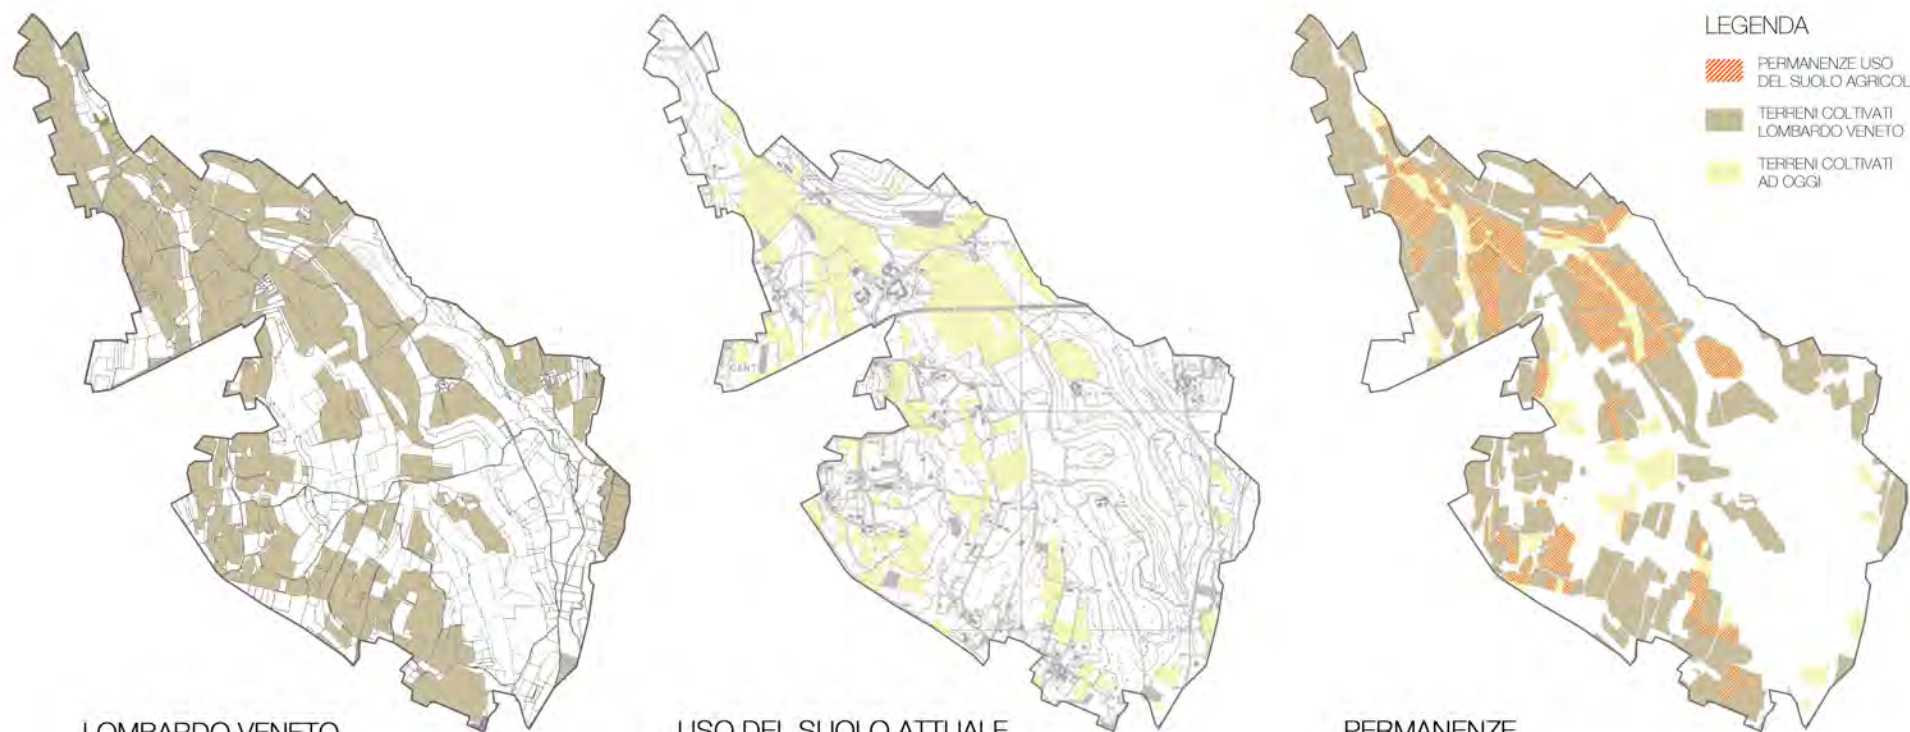 LEGENDA
PERMANENZE USO
DEL SUOLO AGRICOL
TERRENI COLTIVATI
LOMBARDO VENETO
TERRENI COLTIVATI
AD OGGI
CANT
LOMBARDO VENETO
USO DEL SUOLO ATTUALE
PERMANENZE